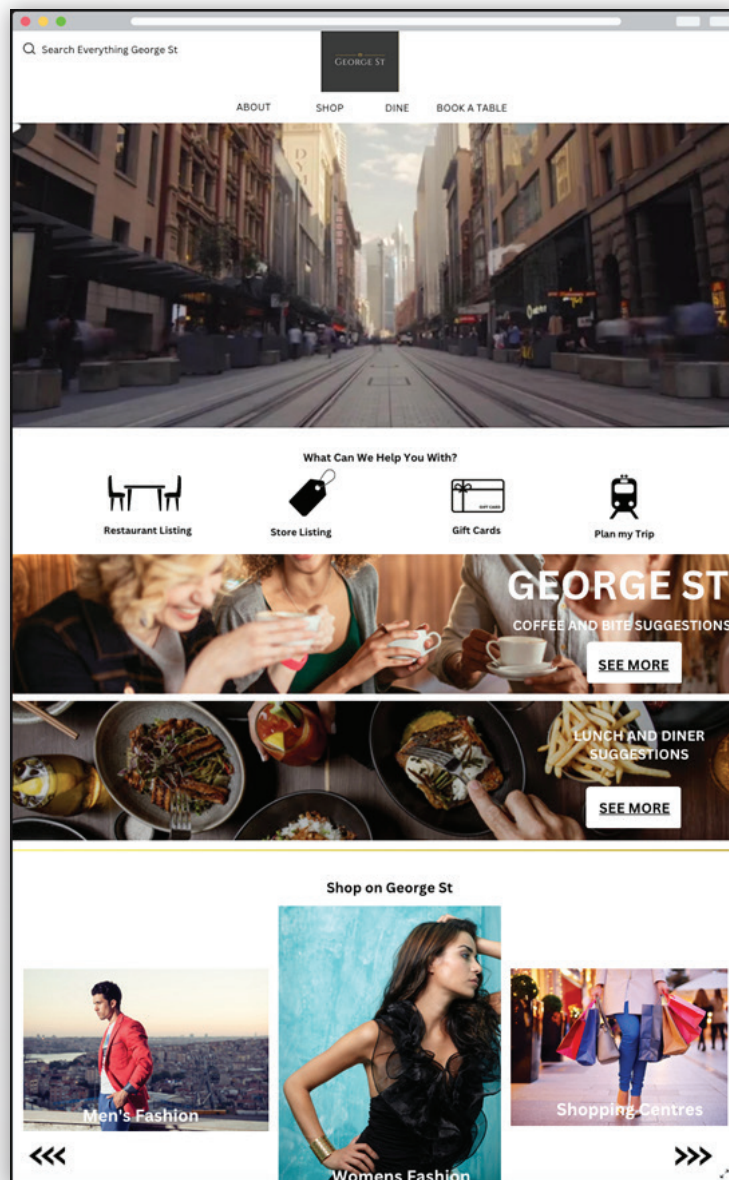 Search Everything George St
GEORGE ST
ABOUT SHOP DINE BOOK A TABLE
What Can We Help You With?
GIFT CARD
Restaurant Listing Store Listing Gift Cards Plan my Trip
GEORGE ST
COFFEE AND BITE SUGGESTIONS
SEE MORE
LUNCH AND DINER
SUGGESTIONS
SEE MORE
Shop on George St
Men's Fashion
Womens Fashion
Shopping Centres